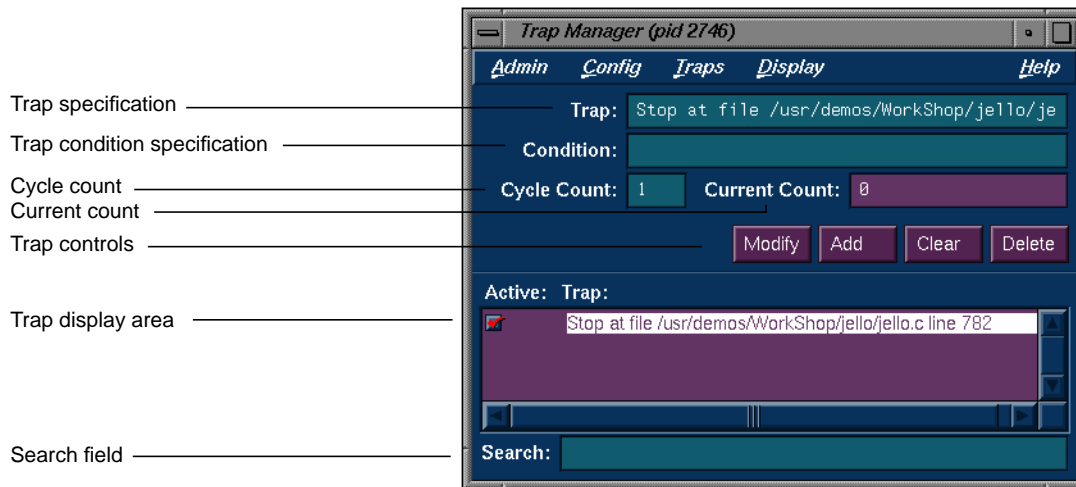 Trap Manager (pid 2746)
Admin Config Traps Display Help
Trap specification
Trap: Stop at file /usr/demos/WorkShop/jello/je
Trap condition specification
Condition:
Cycle count
Cycle Count: 1 Current Count: 0
Current count
Trap controls
Modify Add Clear Delete
Active: Trap:
Trap display area
Stop at file /usr/demos/WorkShop/jello/jello.c line 782
Search field
Search: